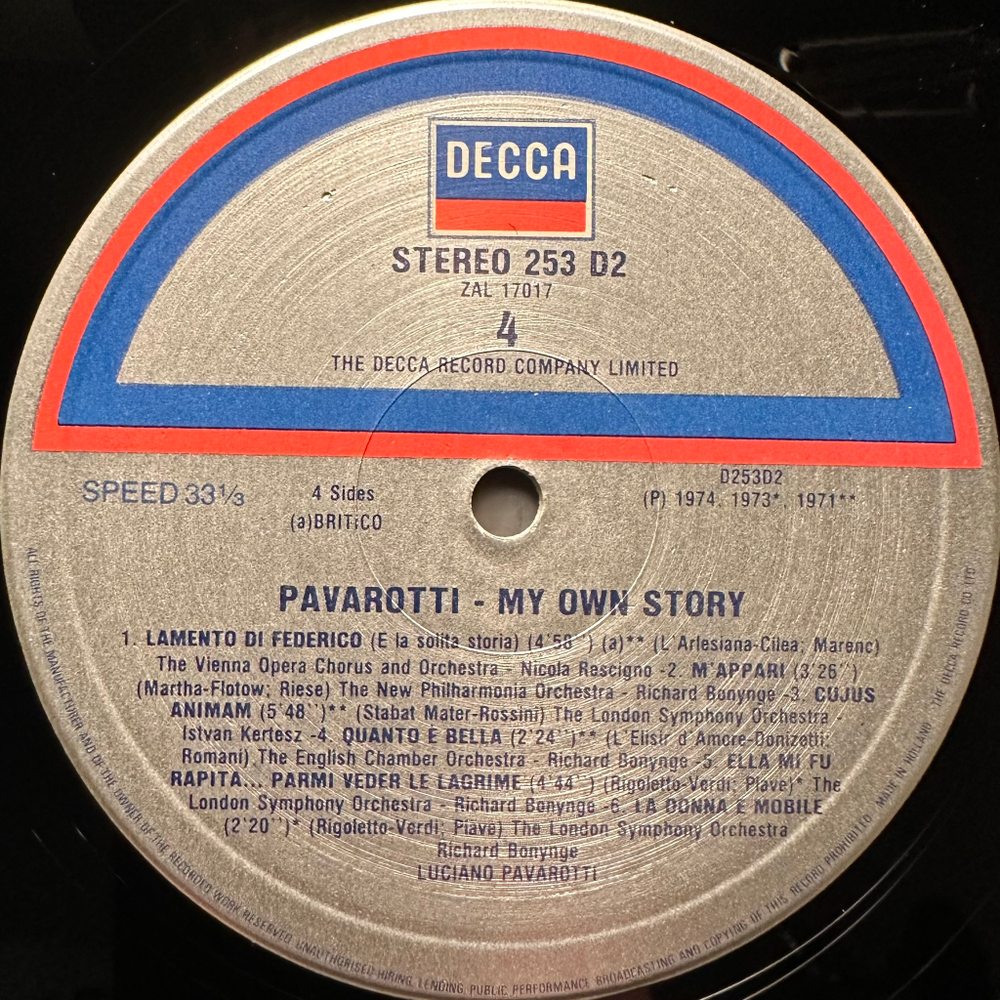 DECCA
STEREO 253 D2
ZAL 17017
4
THE DECCA RECORD COMPANY LIMITED
SPEED 33⅓
4 Sides
(a)BRITiCO
D253D2
(P) 1974. 1973*. 1971**
PAVAROTTI - MY OWN STORY
1. LAMENTO DI FEDERICO (E la solita storia) (4'58'') (a)** (L'Arlesiana-Cilea; Marenc)
The Vienna Opera Chorus and Orchestra - Nicola Rescigno -2. M'APPARI (3'26'')
(Martha-Flotow; Riese) The New Philharmonia Orchestra - Richard Bonynge -3. CUJUS
ANIMAM (5'48'')** (Stabat Mater-Rossini) The London Symphony Orchestra -
Istvan Kertesz -4. QUANTO E BELLA (2'24'')** (L'Elisir d'Amore-Donizetti;
Romani) The English Chamber Orchestra - Richard Bonynge -5. ELLA MI FU
RAPITA... PARMI VEDER LE LAGRIME (4'44'') (Rigoletto-Verdi; Piave)* The
London Symphony Orchestra - Richard Bonynge -6. LA DONNA E MOBILE
(2'20'')* (Rigoletto-Verdi; Piave) The London Symphony Orchestra
Richard Bonynge
LUCIANO PAVAROTTI
ALL RIGHTS OF THE MANUFACTURER AND OF THE OWNER OF THE RECORDED WORK RESERVED UNAUTHORISED HIRING, LENDING, PUBLIC PERFORMANCE BROADCASTING AND COPYING OF THIS RECORD PROHIBITED MADE IN HOLLAND THE DECCA RECORD CO LTD